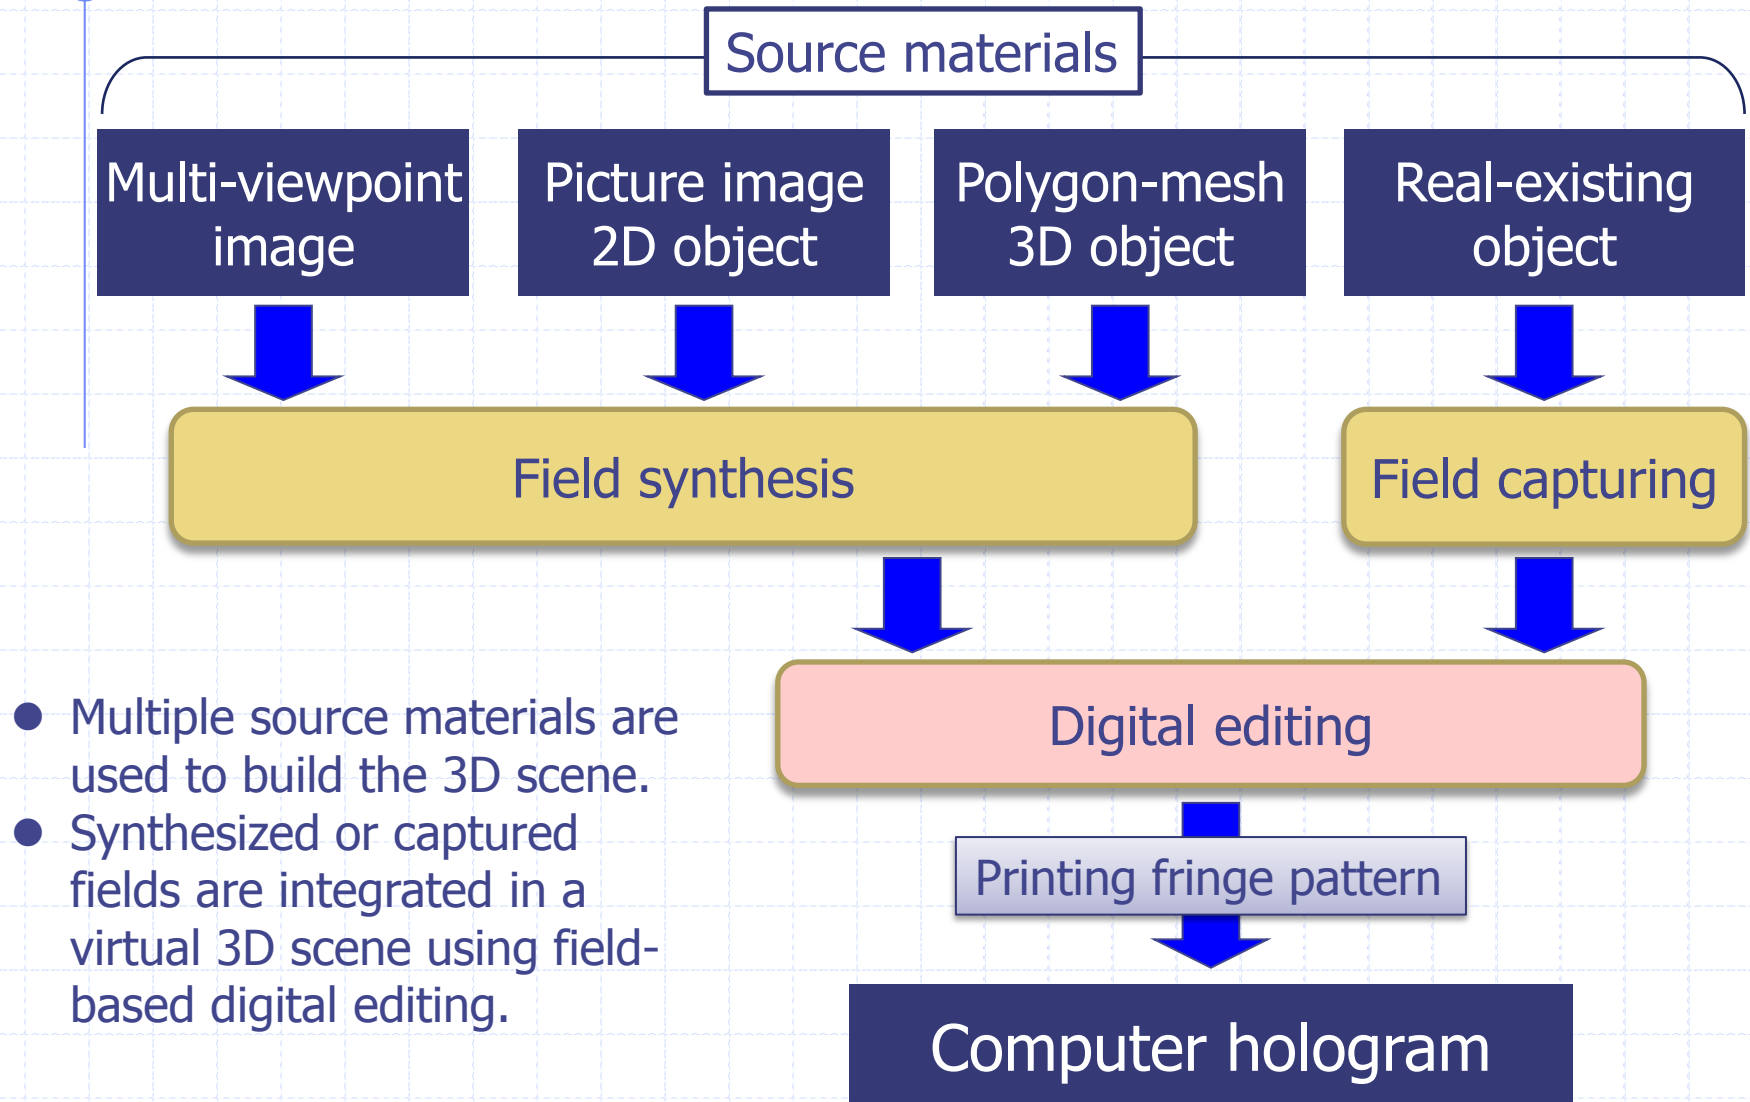 Source materials
Multi-viewpoint
image
Picture image
2D object
Polygon-mesh
3D object
Real-existing
object
Field synthesis
Field capturing
Digital editing
● Multiple source materials are
used to build the 3D scene.
● Synthesized or captured
fields are integrated in a
virtual 3D scene using field-
based digital editing.
Printing fringe pattern
Computer hologram